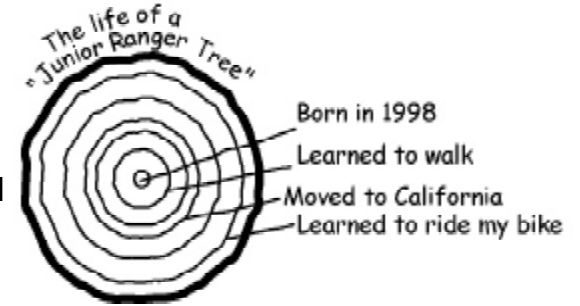 The life of a
"Junior Ranger Tree"
Born in 1998
Learned to walk
Moved to California
Learned to ride my bike